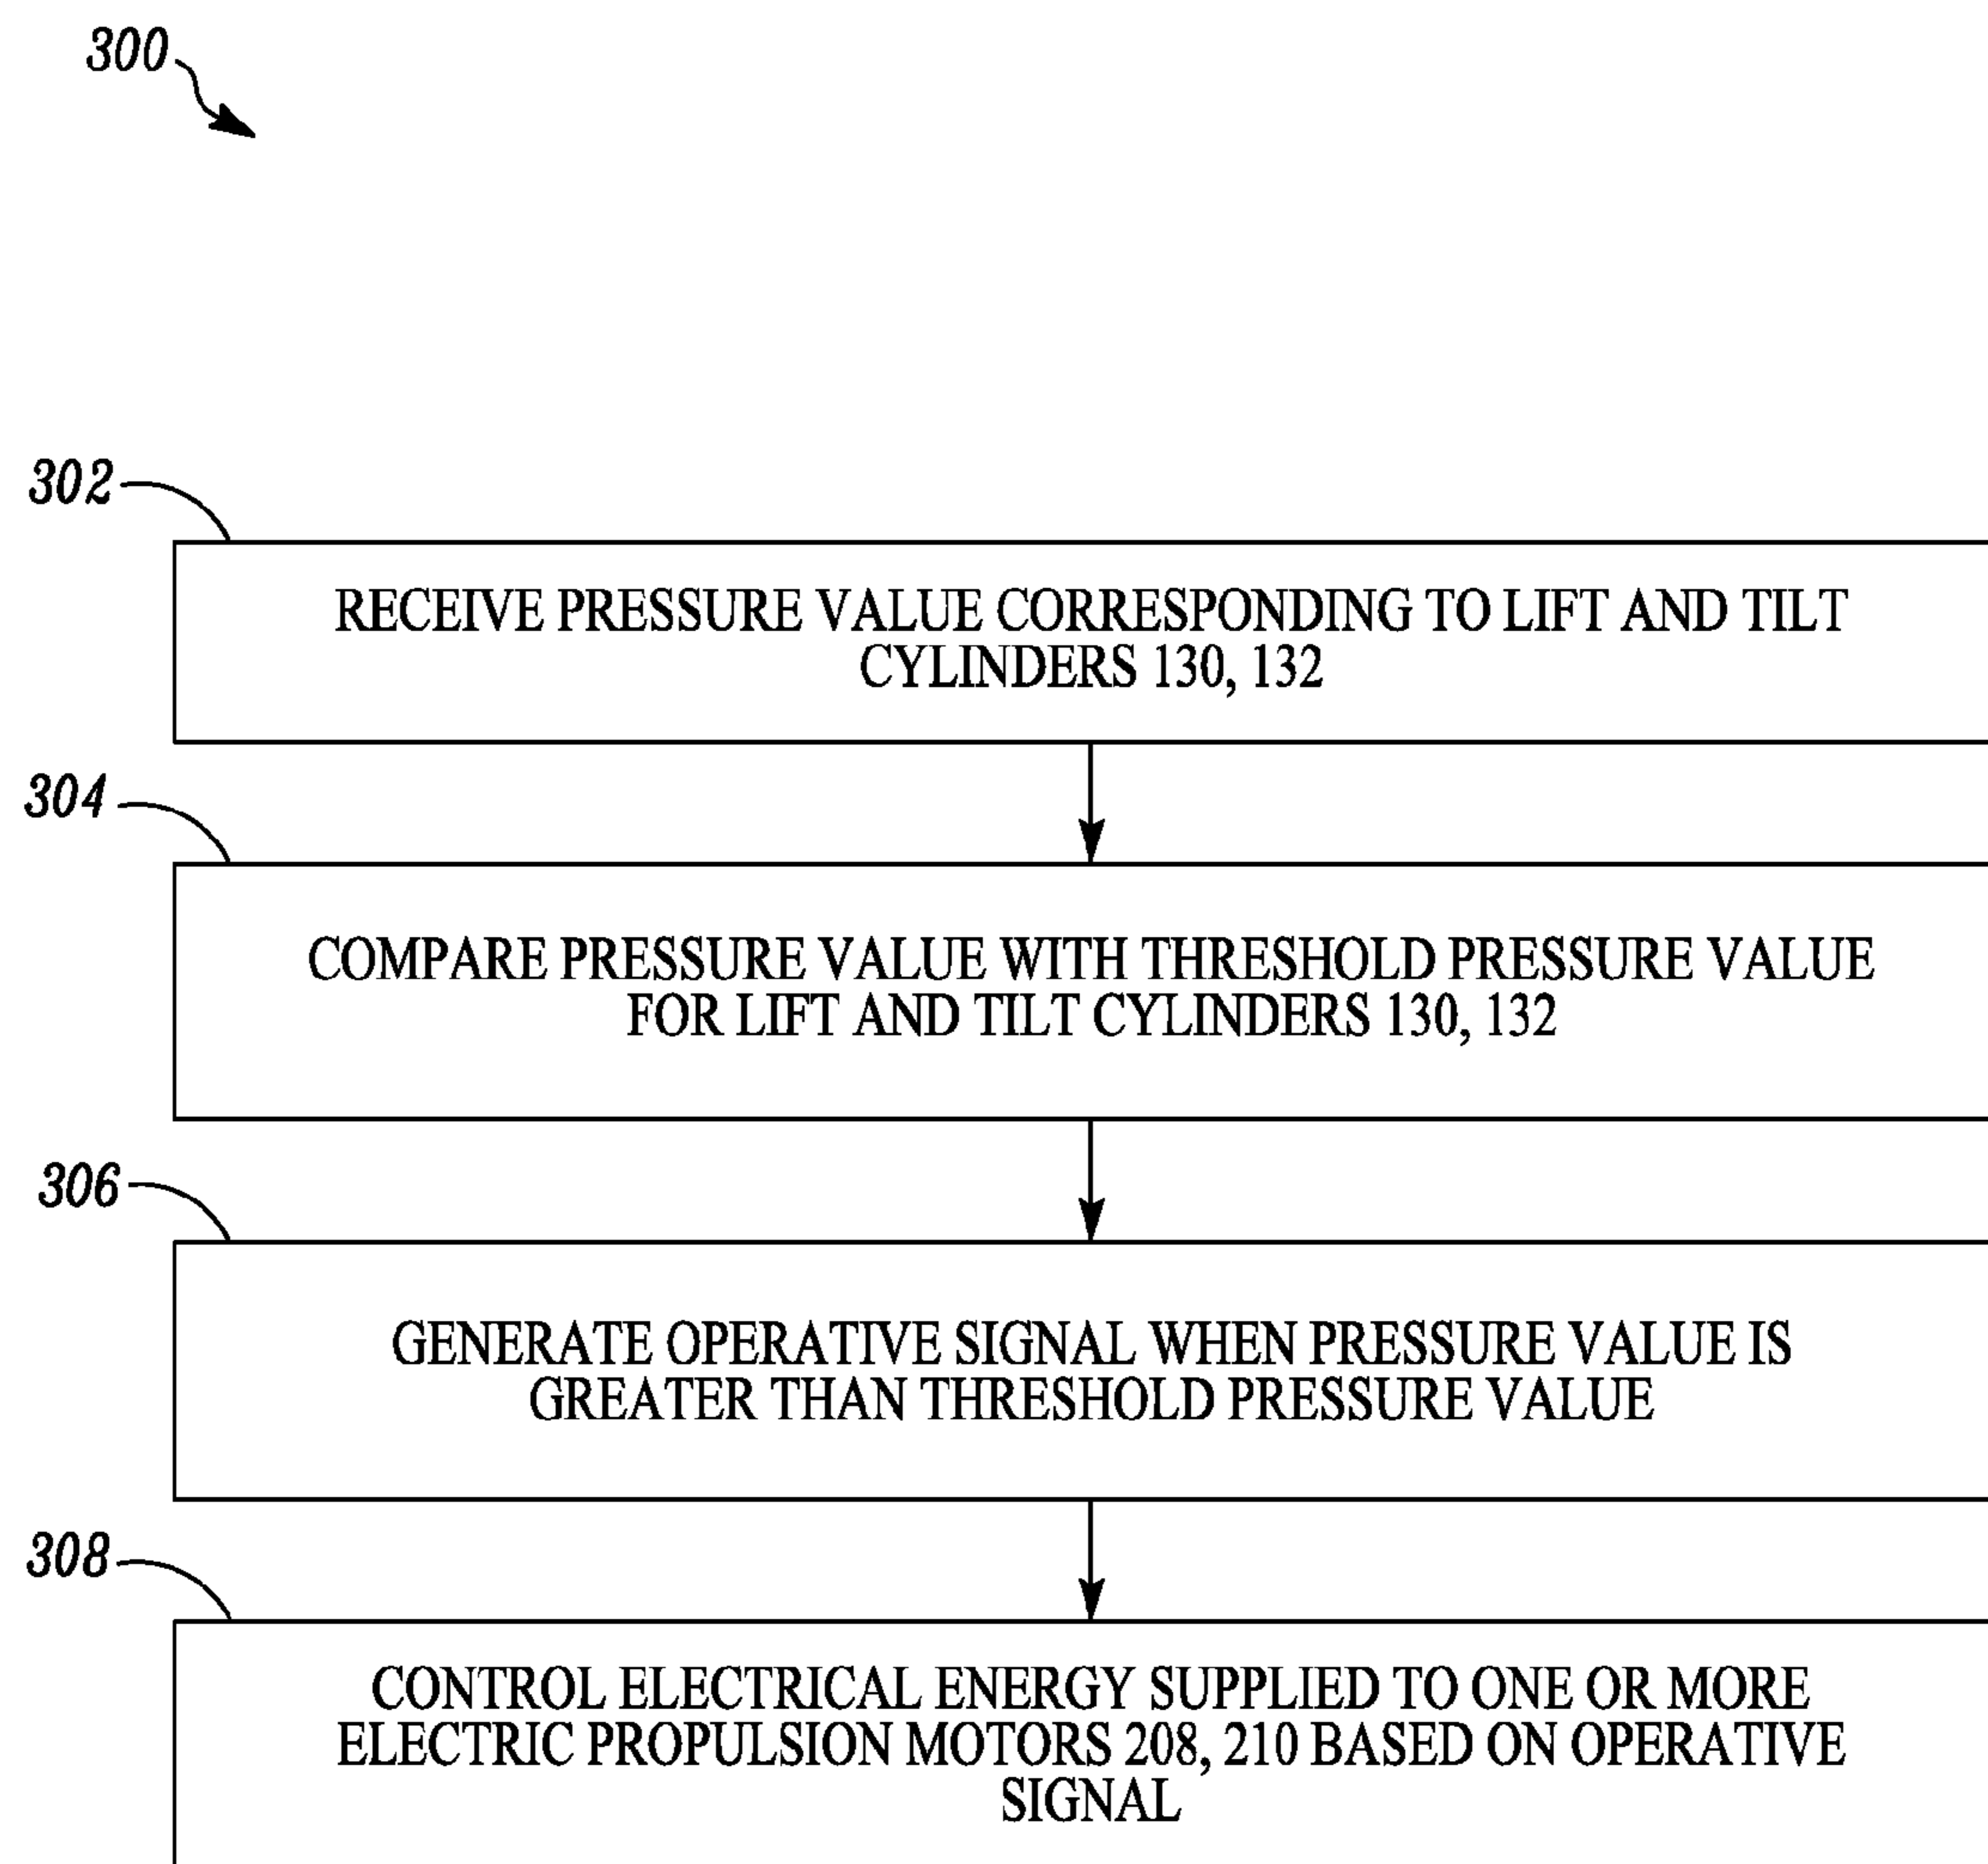 300
302
RECEIVE PRESSURE VALUE CORRESPONDING TO LIFT AND TILT
CYLINDERS 130, 132
304
COMPARE PRESSURE VALUE WITH THRESHOLD PRESSURE VALUE
FOR LIFT AND TILT CYLINDERS 130, 132
306
GENERATE OPERATIVE SIGNAL WHEN PRESSURE VALUE IS
GREATER THAN THRESHOLD PRESSURE VALUE
308
CONTROL ELECTRICAL ENERGY SUPPLIED TO ONE OR MORE
ELECTRIC PROPULSION MOTORS 208, 210 BASED ON OPERATIVE
SIGNAL